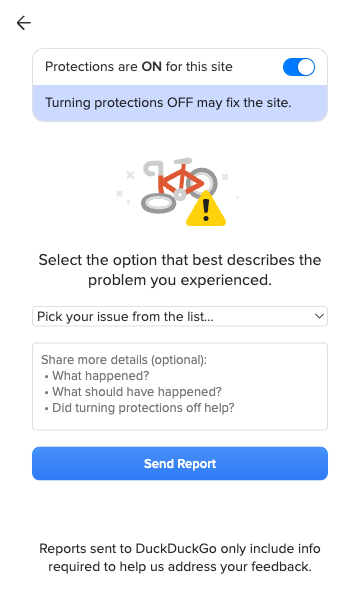 Protections are ON for this site
Turning protections OFF may fix the site.
Select the option that best describes the
problem you experienced.
Pick your issue from the list...
Share more details (optional):
• What happened?
• What should have happened?
• Did turning protections off help?
Send Report
Reports sent to DuckDuckGo only include info
required to help us address your feedback.